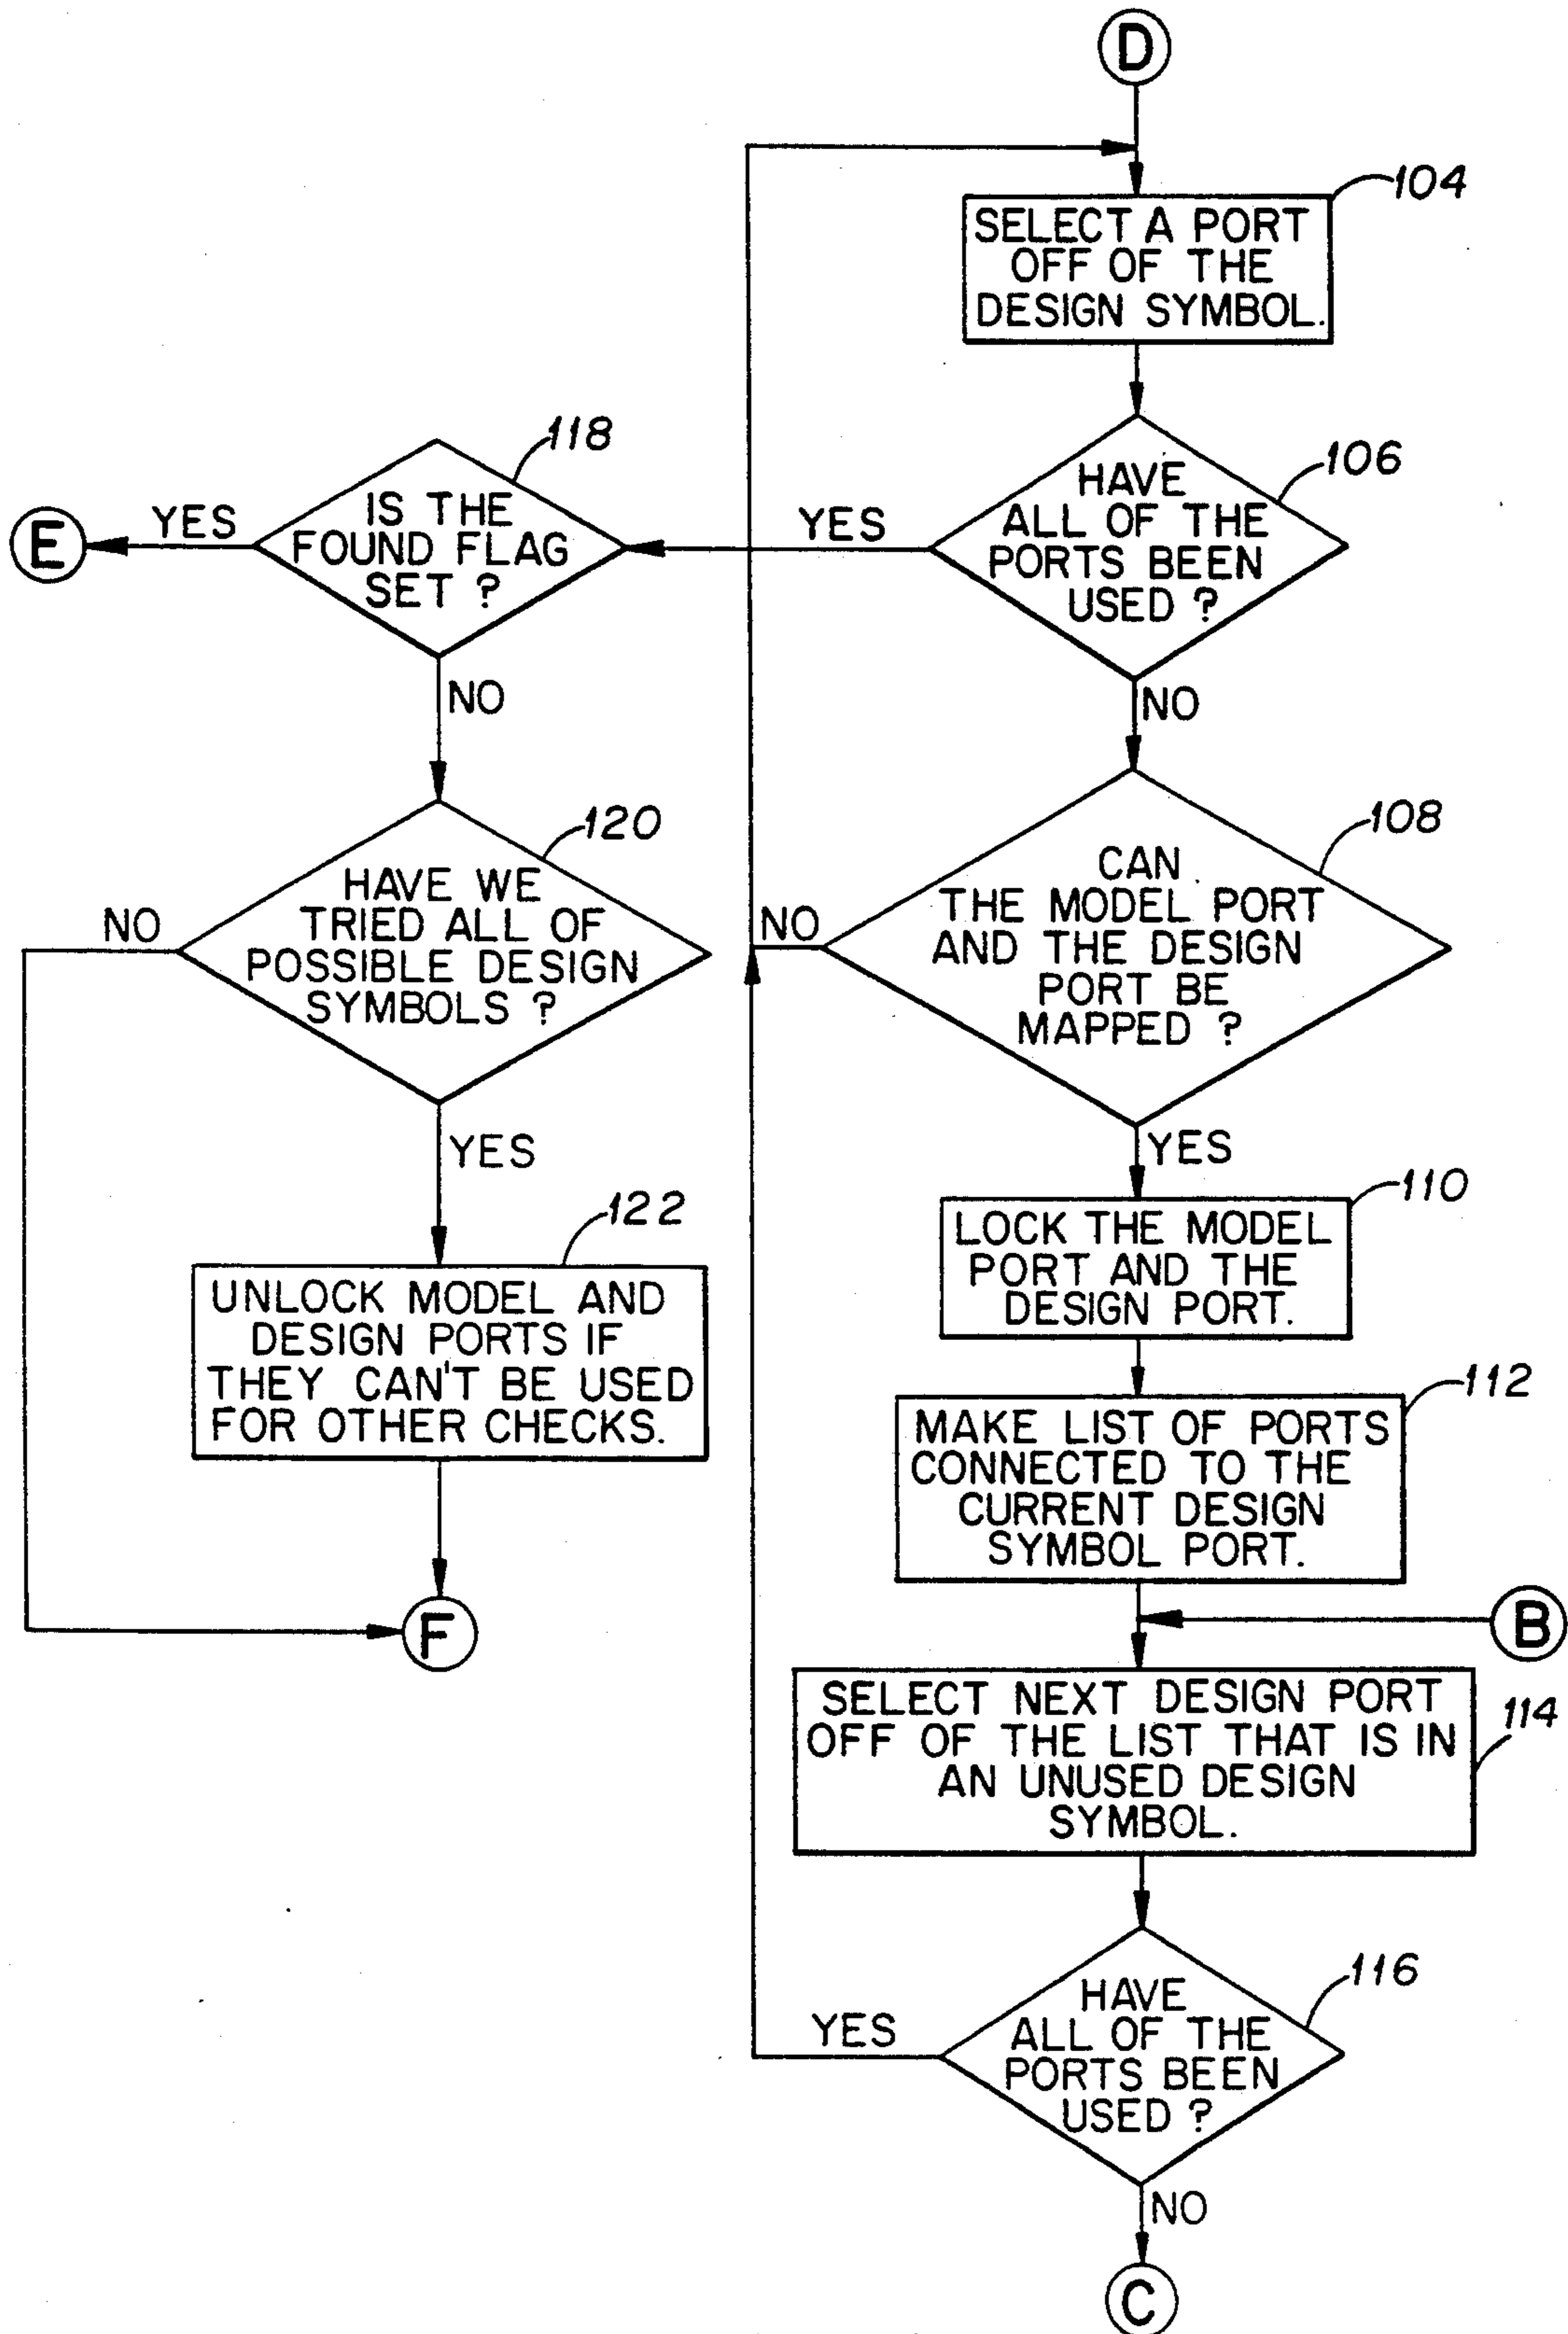 D
104
SELECT A PORT
OFF OF THE
DESIGN SYMBOL.
106
HAVE
ALL OF THE
PORTS BEEN
USED ?
YES
NO
118
IS THE
FOUND FLAG
SET ?
YES
E
NO
120
HAVE WE
TRIED ALL OF
POSSIBLE DESIGN
SYMBOLS ?
NO
YES
122
UNLOCK MODEL AND
DESIGN PORTS IF
THEY CAN'T BE USED
FOR OTHER CHECKS.
F
108
CAN
THE MODEL PORT
AND THE DESIGN
PORT BE
MAPPED ?
NO
YES
110
LOCK THE MODEL
PORT AND THE
DESIGN PORT.
112
MAKE LIST OF PORTS
CONNECTED TO THE
CURRENT DESIGN
SYMBOL PORT.
B
114
SELECT NEXT DESIGN PORT
OFF OF THE LIST THAT IS IN
AN UNUSED DESIGN
SYMBOL.
116
HAVE
ALL OF THE
PORTS BEEN
USED ?
YES
NO
C